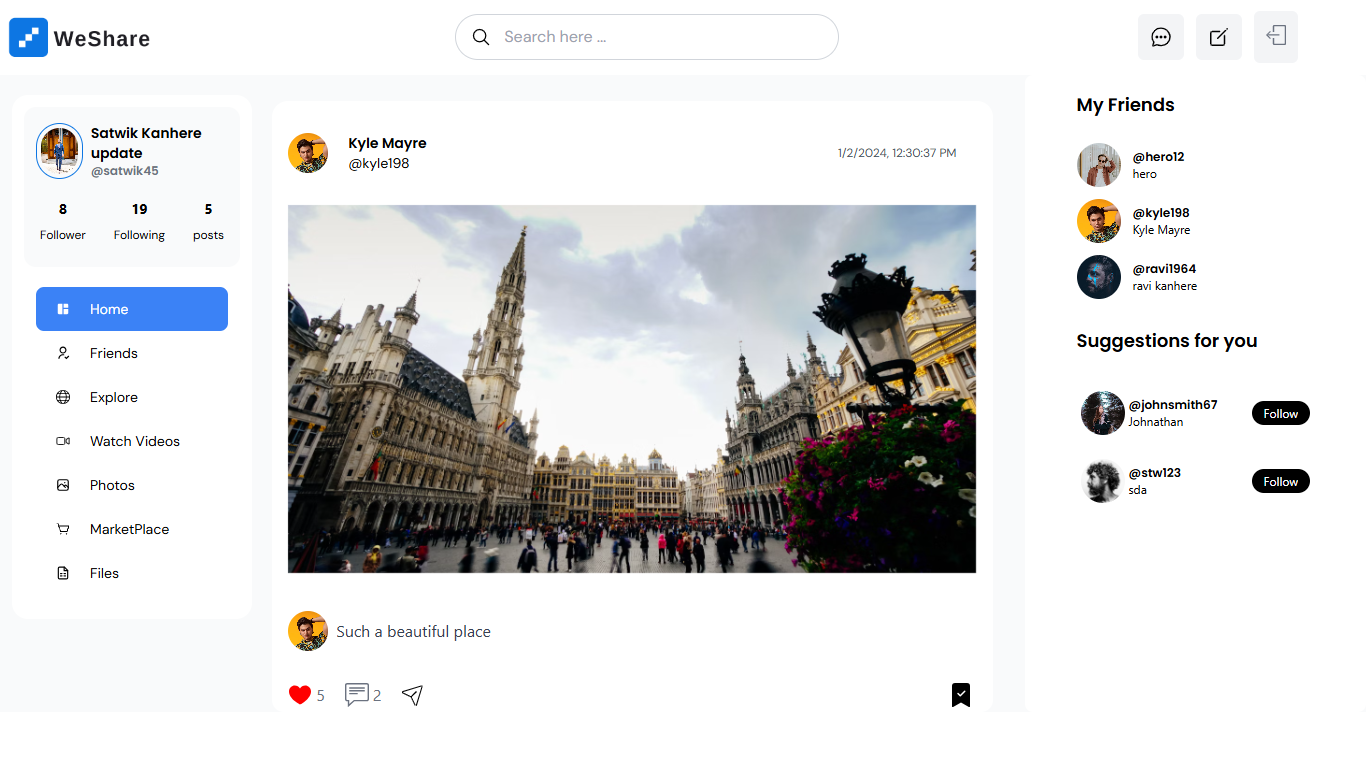 WeShare
Search here ...
Satwik Kanhere
update
@satwik45
8 19 5
Follower Following posts
Home
Friends
Explore
Watch Videos
Photos
MarketPlace
Files
Kyle Mayre
@kyle198
1/2/2024, 12:30:37 PM
Such a beautiful place
5 2
My Friends
@hero12
hero
@kyle198
Kyle Mayre
@ravi1964
ravi kanhere
Suggestions for you
@johnsmith67
Johnathan
Follow
@stw123
sda
Follow